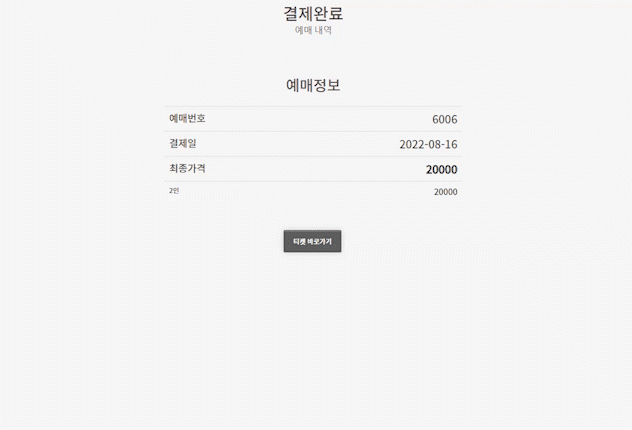 결제완료
예매 내역
예매정보
예매번호 6006
결제일 2022-08-16
최종가격 20000
2인 20000
티켓 바로가기